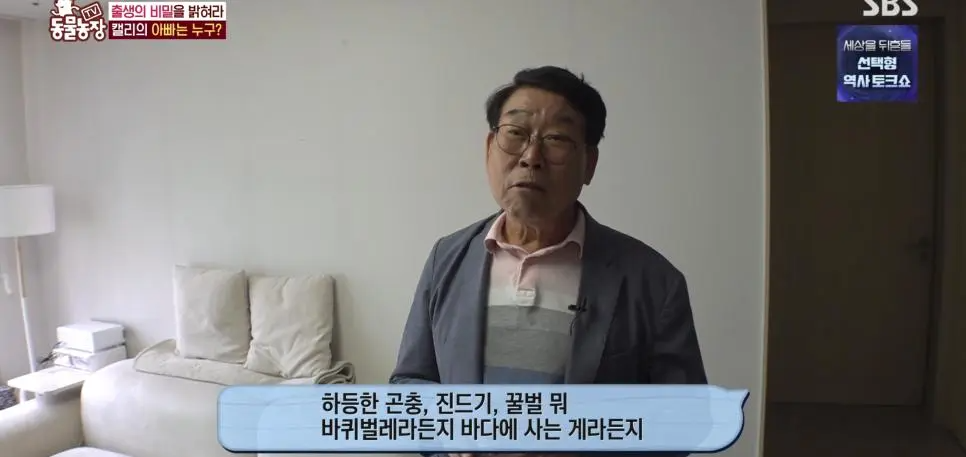 TV
동물농장
출생의 비밀을 밝혀라
캘리의 아빠는 누구?
SBS
세상을 뒤흔들
선택형
역사 토크쇼
하등한 곤충, 진드기, 꿀벌 뭐
바퀴벌레라든지 바다에 사는 게라든지